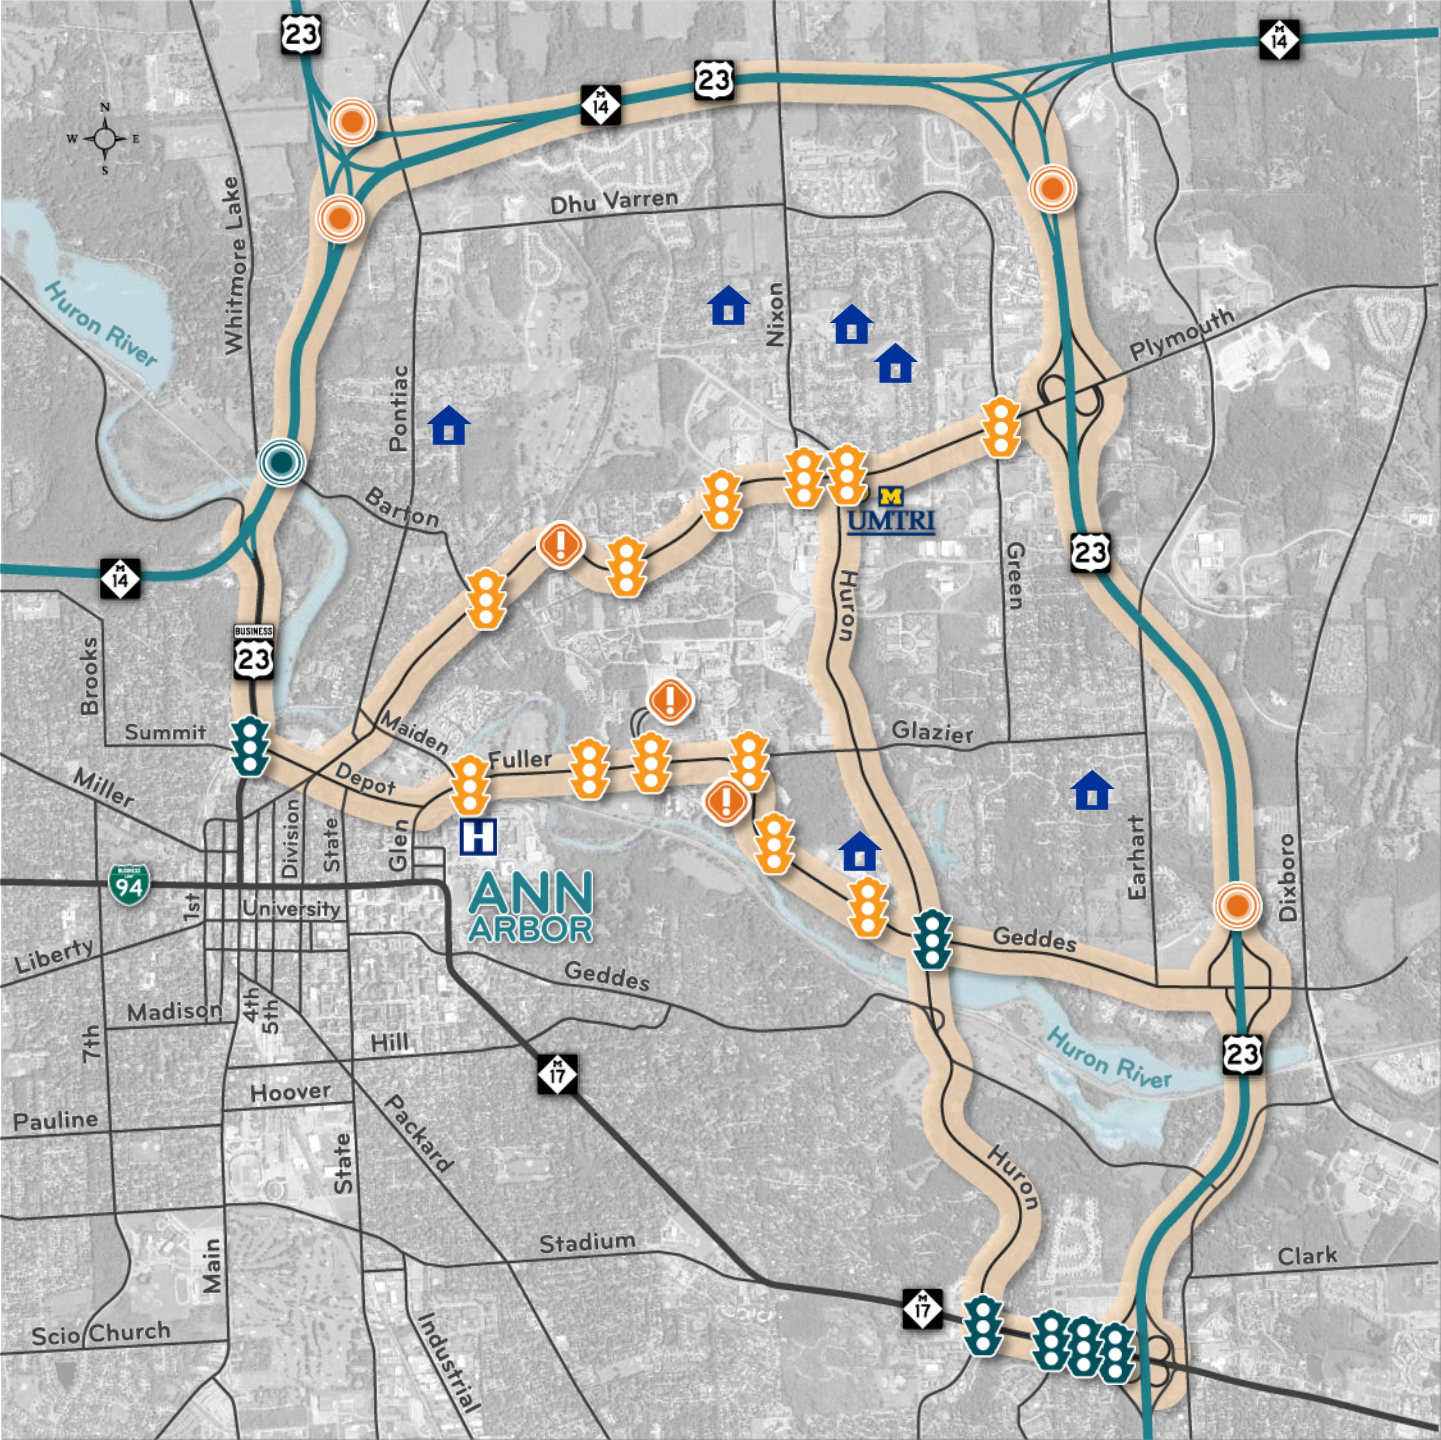 23
M
14
23
M
14
N
W
E
S
Dhu Varren
Whitmore Lake
Huron River
Nixon
Plymouth
Pontiac
Barton
M
UMTRI
Green
23
M
14
Huron
BUSINESS
23
Brooks
Summit
Maiden
Glazier
Fuller
Miller
Depot
H
Division
State
Glen
Earhart
Dixboro
BUSINESS
94
1st
University
ANN
ARBOR
Liberty
Geddes
Geddes
Madison
4th
5th
7th
Hill
Huron River
23
M
17
Hoover
Pauline
Packard
State
Huron
Main
Stadium
Clark
Scio Church
Industrial
M
17